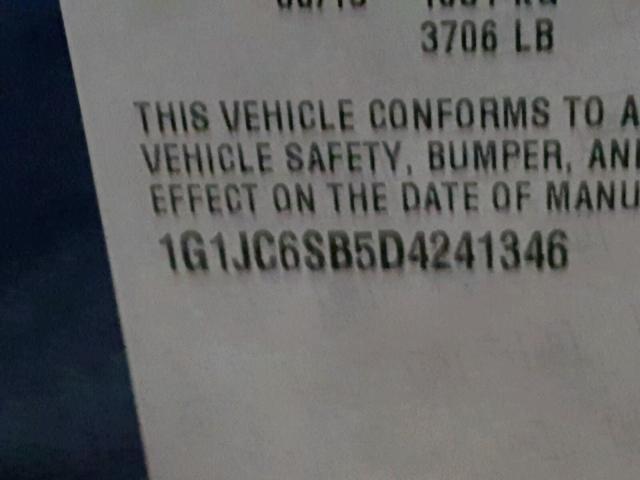 3706 LB
THIS VEHICLE CONFORMS TO A
VEHICLE SAFETY, BUMPER, AN
EFFECT ON THE DATE OF MANU
1G1JC6SB5D4241346